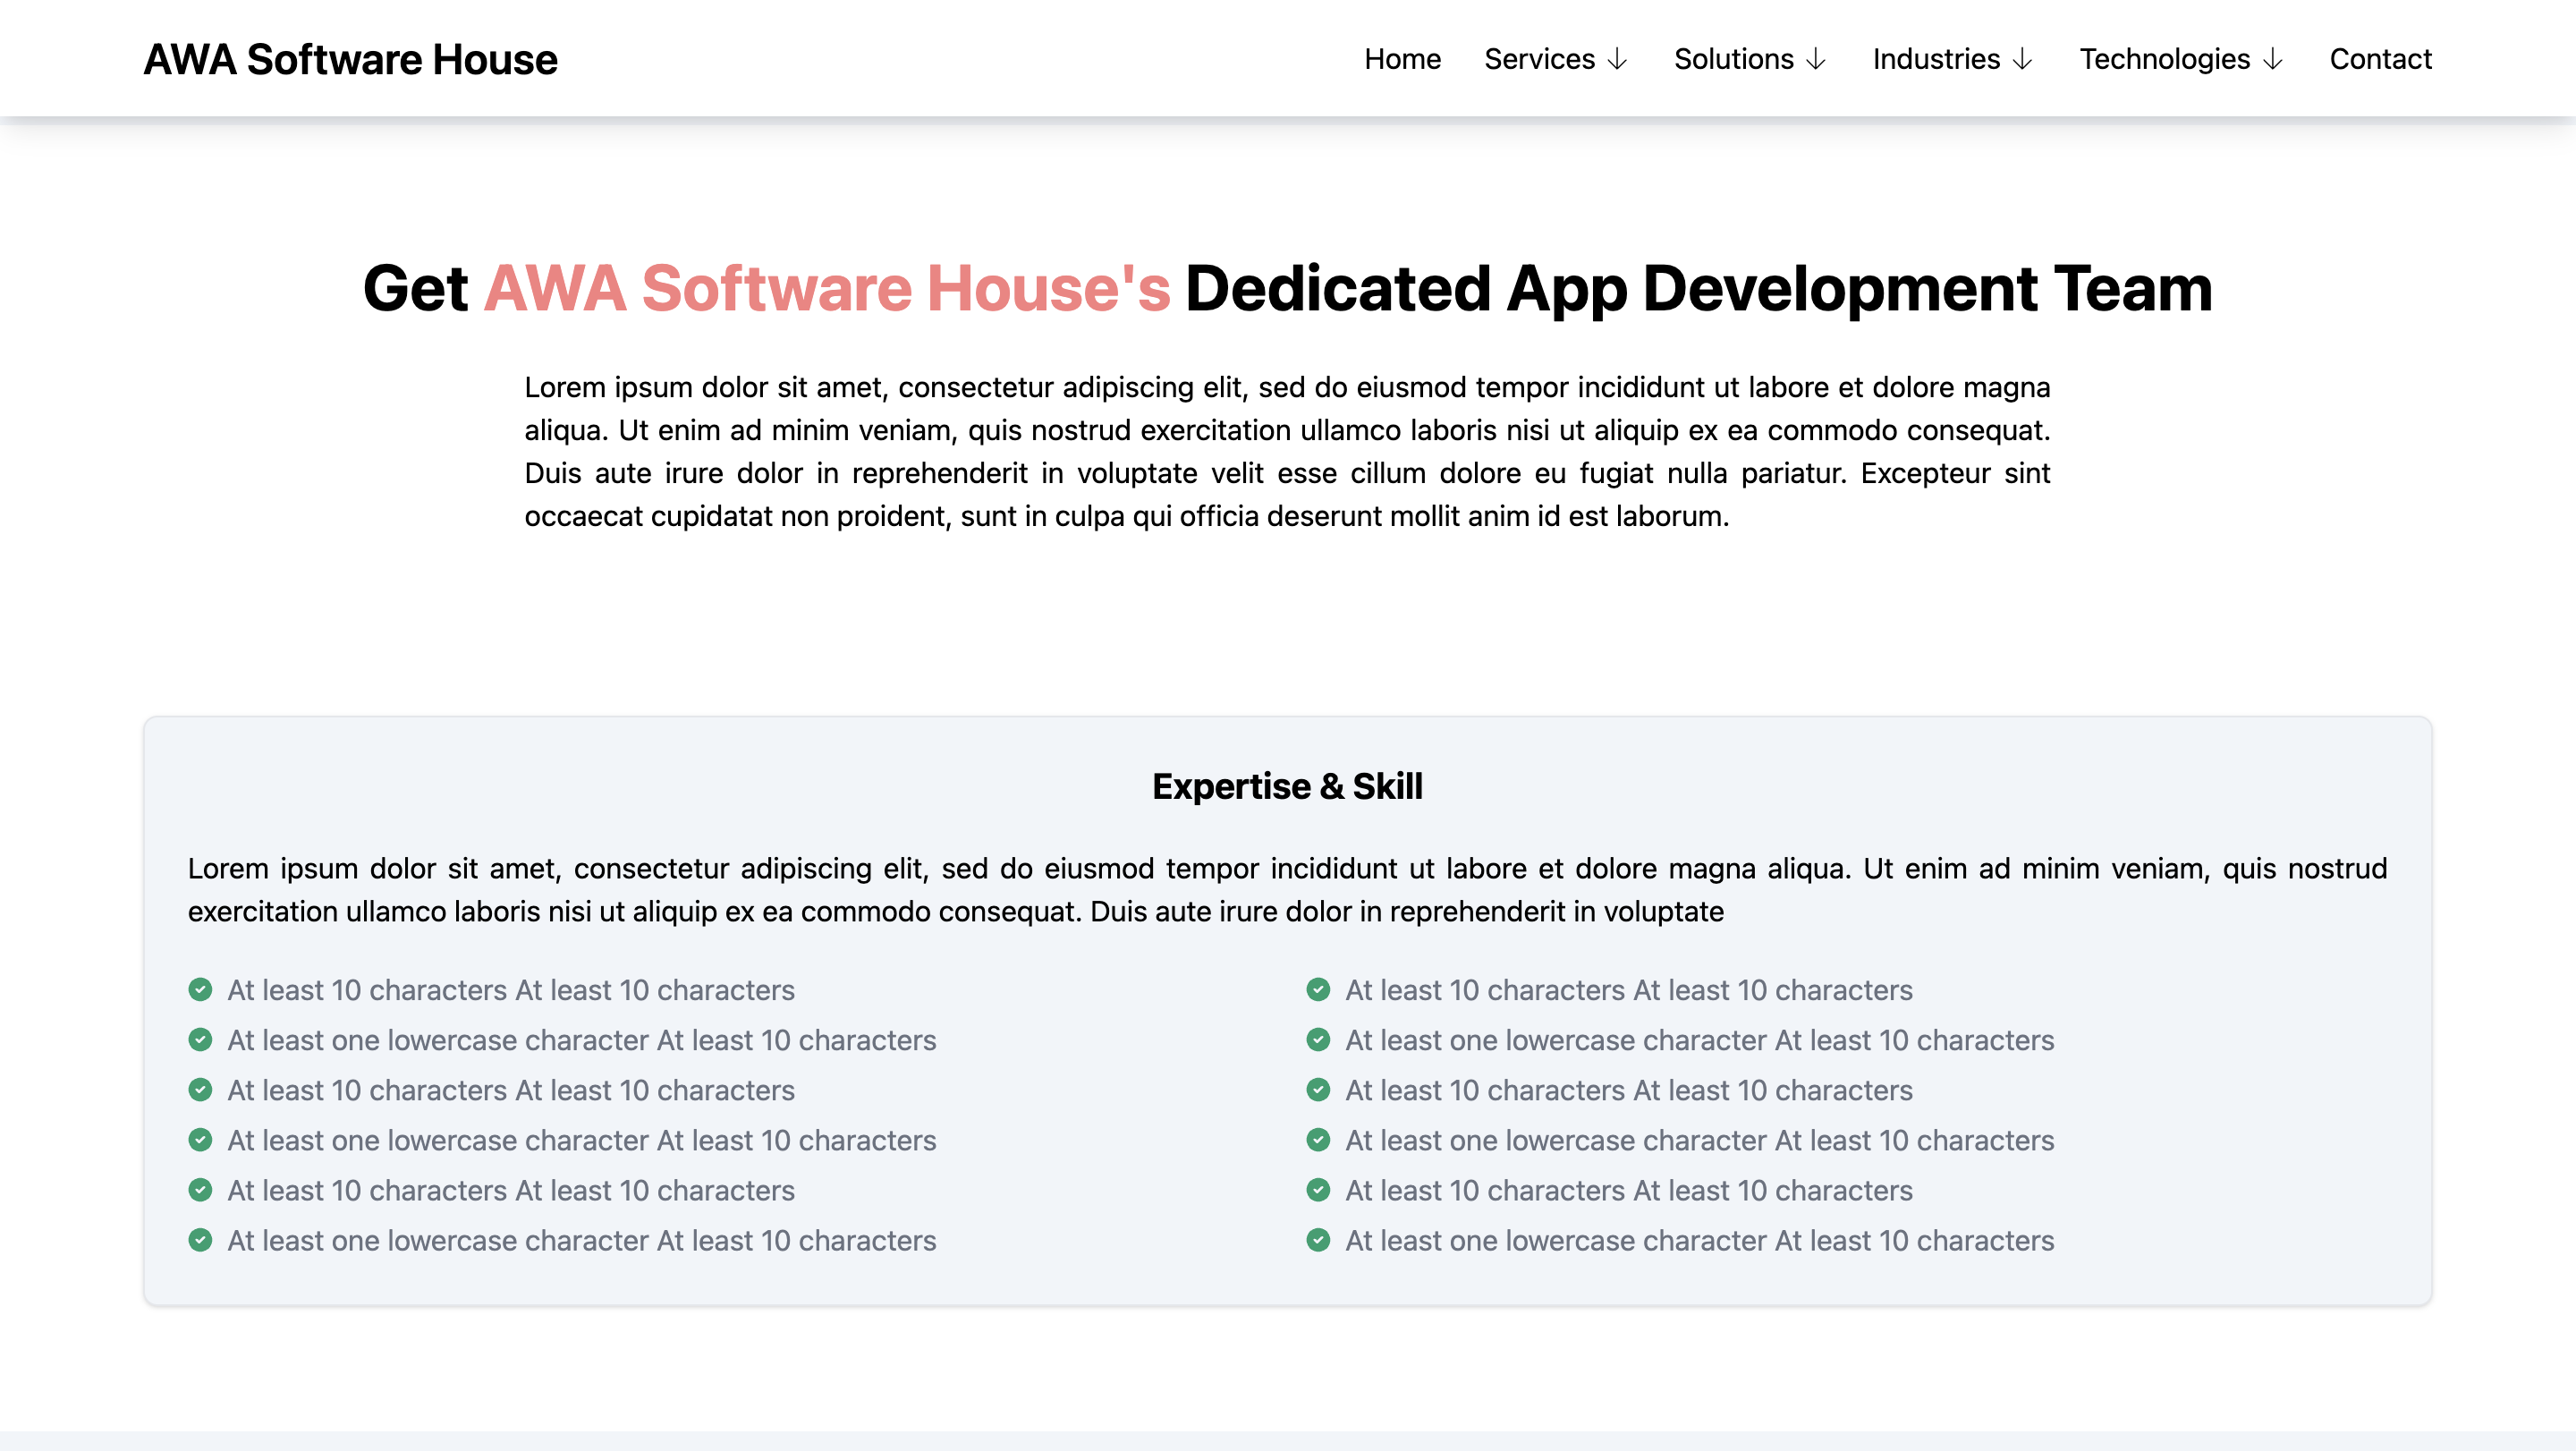 AWA Software House
Home Services ↓ Solutions ↓ Industries ↓ Technologies ↓ Contact
Get AWA Software House's Dedicated App Development Team
Lorem ipsum dolor sit amet, consectetur adipiscing elit, sed do eiusmod tempor incididunt ut labore et dolore magna
aliqua. Ut enim ad minim veniam, quis nostrud exercitation ullamco laboris nisi ut aliquip ex ea commodo consequat.
Duis aute irure dolor in reprehenderit in voluptate velit esse cillum dolore eu fugiat nulla pariatur. Excepteur sint
occaecat cupidatat non proident, sunt in culpa qui officia deserunt mollit anim id est laborum.
Expertise & Skill
Lorem ipsum dolor sit amet, consectetur adipiscing elit, sed do eiusmod tempor incididunt ut labore et dolore magna aliqua. Ut enim ad minim veniam, quis nostrud
exercitation ullamco laboris nisi ut aliquip ex ea commodo consequat. Duis aute irure dolor in reprehenderit in voluptate
At least 10 characters At least 10 characters
At least one lowercase character At least 10 characters
At least 10 characters At least 10 characters
At least one lowercase character At least 10 characters
At least 10 characters At least 10 characters
At least one lowercase character At least 10 characters
At least 10 characters At least 10 characters
At least one lowercase character At least 10 characters
At least 10 characters At least 10 characters
At least one lowercase character At least 10 characters
At least 10 characters At least 10 characters
At least one lowercase character At least 10 characters